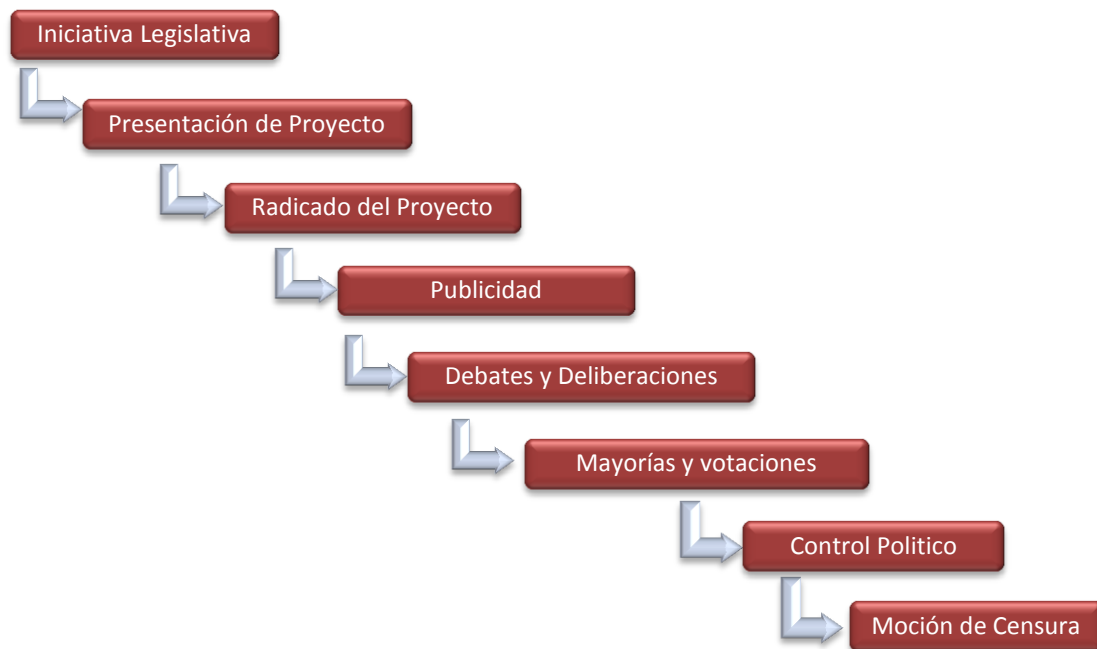 Iniciativa Legislativa
Presentación de Proyecto
Radicado del Proyecto
Publicidad
Debates y Deliberaciones
Mayorías y votaciones
Control Politico
Moción de Censura